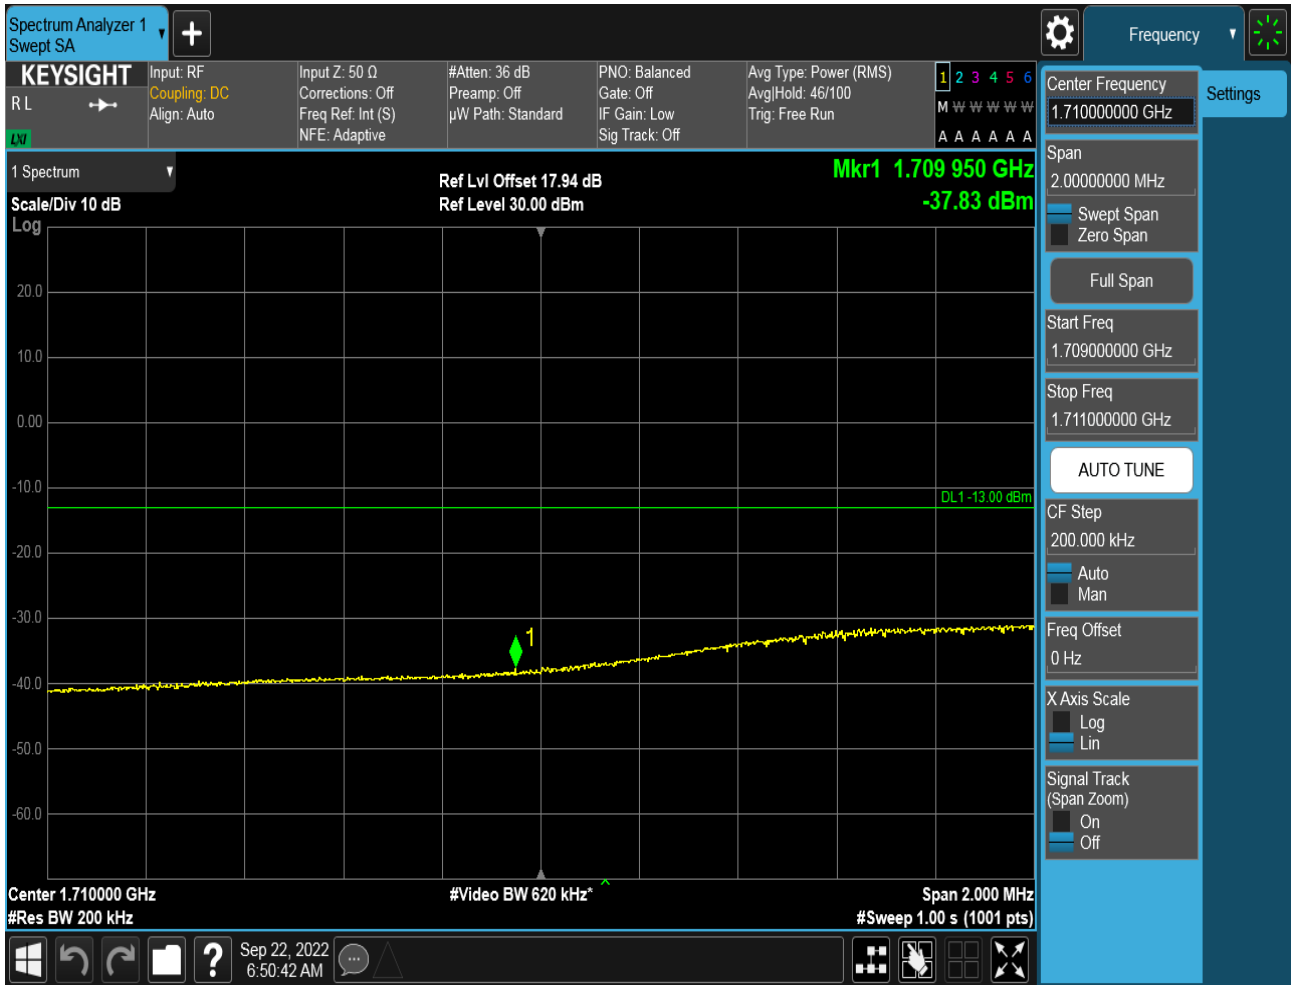 Spectrum Analyzer 1
Swept SA
Frequency
KEYSIGHT
R L
LXI
Input: RF
Coupling: DC
Align: Auto
Input Z: 50 Ω
Corrections: Off
Freq Ref: Int (S)
NFE: Adaptive
#Atten: 36 dB
Preamp: Off
µW Path: Standard
PNO: Balanced
Gate: Off
IF Gain: Low
Sig Track: Off
Avg Type: Power (RMS)
Avg|Hold: 46/100
Trig: Free Run
1 2 3 4 5 6
M W W W W W
A A A A A A
1 Spectrum
Scale/Div 10 dB
Log
Ref Lvl Offset 17.94 dB
Ref Level 30.00 dBm
Mkr1 1.709 950 GHz
-37.83 dBm
20.0
10.0
0.00
-10.0
DL1 -13.00 dBm
-20.0
-30.0
1
-40.0
-50.0
-60.0
Center 1.710000 GHz
#Video BW 620 kHz*
Span 2.000 MHz
#Res BW 200 kHz
#Sweep 1.00 s (1001 pts)
Center Frequency
1.710000000 GHz
Settings
Span
2.00000000 MHz
Swept Span
Zero Span
Full Span
Start Freq
1.709000000 GHz
Stop Freq
1.711000000 GHz
AUTO TUNE
CF Step
200.000 kHz
Auto
Man
Freq Offset
0 Hz
X Axis Scale
Log
Lin
Signal Track
(Span Zoom)
On
Off
?
Sep 22, 2022
6:50:42 AM